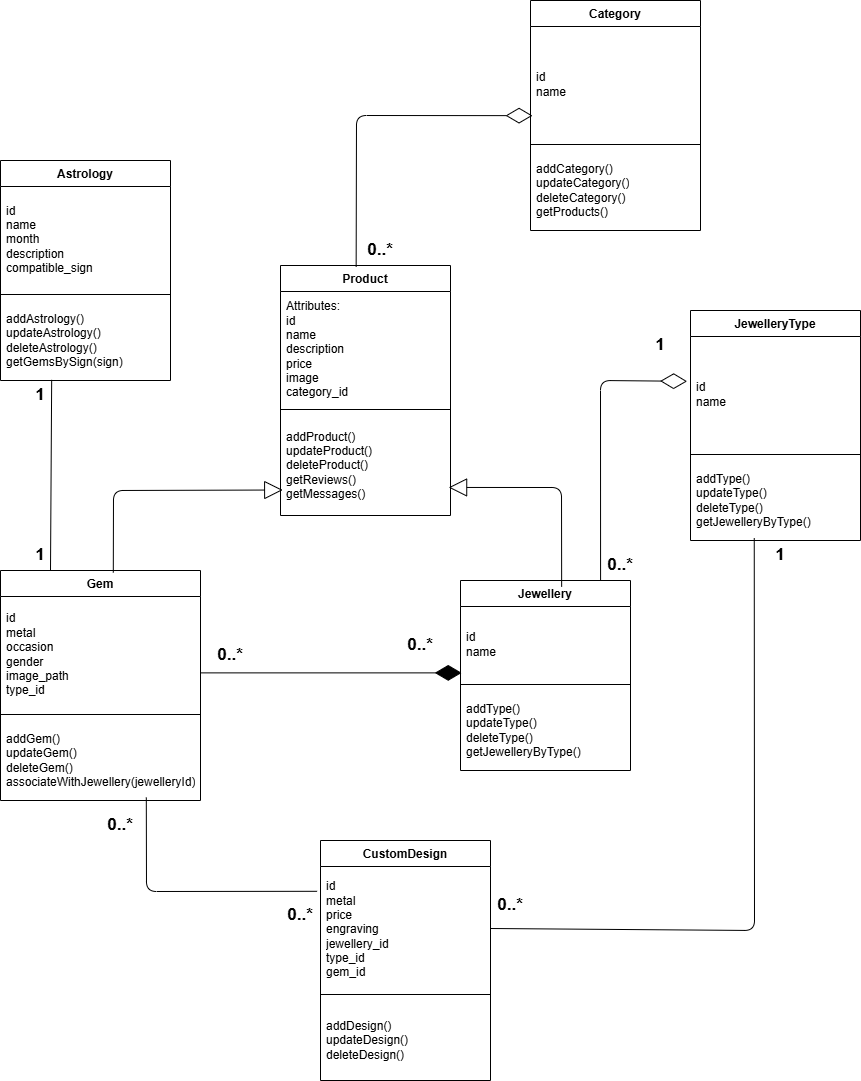 Category
id
name
addCategory()
updateCategory()
deleteCategory()
getProducts()
Astrology
id
name
month
description
compatible_sign
addAstrology()
updateAstrology()
deleteAstrology()
getGemsBySign(sign)
1
0..*
Product
Attributes:
id
name
description
price
image
category_id
addProduct()
updateProduct()
deleteProduct()
getReviews()
getMessages()
JewelleryType
1
id
name
addType()
updateType()
deleteType()
getJewelleryByType()
1
1
0..*
Gem
id
metal
occasion
gender
image_path
type_id
addGem()
updateGem()
deleteGem()
associateWithJewellery(jewelleryId)
0..*
0..*
Jewellery
id
name
addType()
updateType()
deleteType()
getJewelleryByType()
0..*
0..*
0..*
CustomDesign
id
metal
price
engraving
jewellery_id
type_id
gem_id
addDesign()
updateDesign()
deleteDesign()